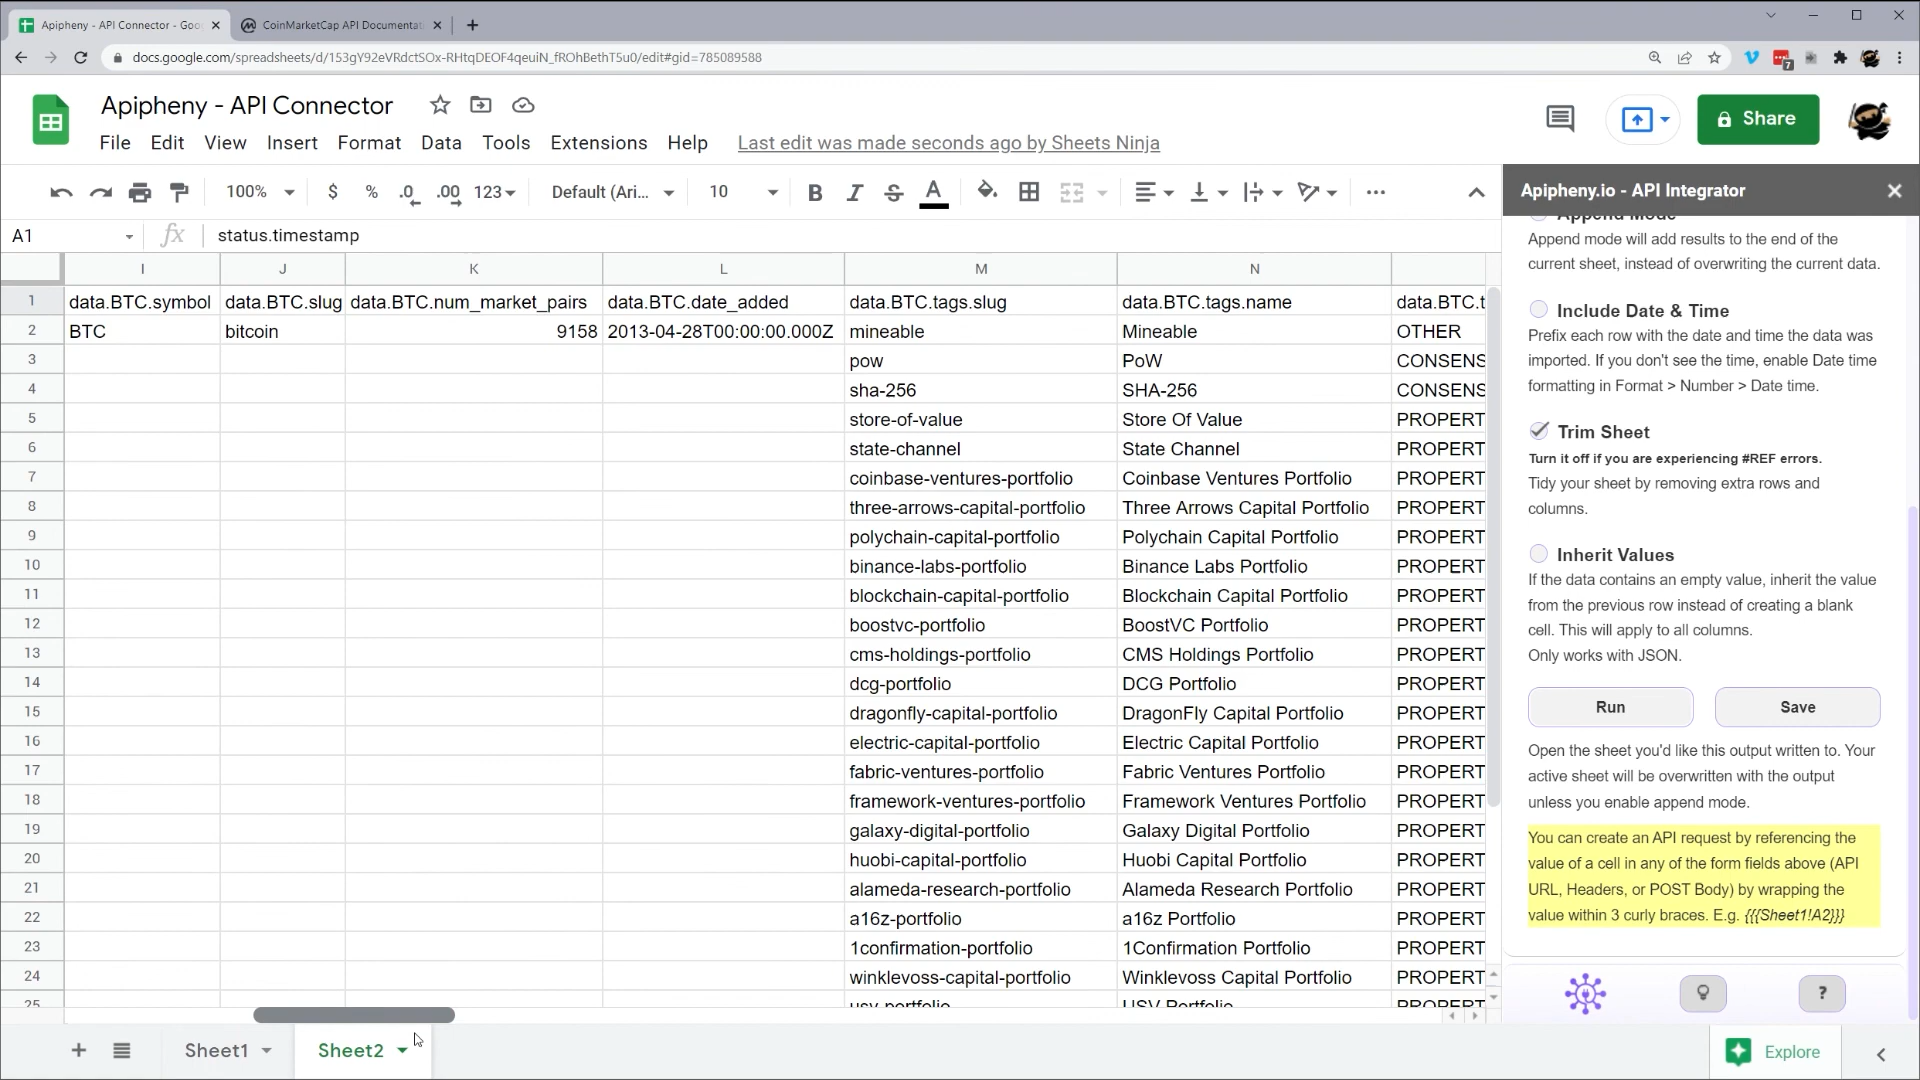 Apipheny - API Connector - Goo
CoinMarketCap API Documentat
docs.google.com/spreadsheets/d/153gY92eVRdctSOx-RHtqDEOF4qeuiN_fROhBethT5u0/edit#gid=785089588
7
Apipheny - API Connector
File Edit View Insert Format Data Tools Extensions Help Last edit was made seconds ago by Sheets Ninja
Share
100% $ % .0 .00 123 Default (Ari... 10 B I S A
A1 fx status.timestamp
I J K L M N
1 data.BTC.symbol data.BTC.slug data.BTC.num_market_pairs data.BTC.date_added data.BTC.tags.slug data.BTC.tags.name data.BTC.t
2 BTC bitcoin 9158 2013-04-28T00:00:00.000Z mineable Mineable OTHER
3 pow PoW CONSENS
4 sha-256 SHA-256 CONSENS
5 store-of-value Store Of Value PROPERT
6 state-channel State Channel PROPERT
7 coinbase-ventures-portfolio Coinbase Ventures Portfolio PROPERT
8 three-arrows-capital-portfolio Three Arrows Capital Portfolio PROPERT
9 polychain-capital-portfolio Polychain Capital Portfolio PROPERT
10 binance-labs-portfolio Binance Labs Portfolio PROPERT
11 blockchain-capital-portfolio Blockchain Capital Portfolio PROPERT
12 boostvc-portfolio BoostVC Portfolio PROPERT
13 cms-holdings-portfolio CMS Holdings Portfolio PROPERT
14 dcg-portfolio DCG Portfolio PROPERT
15 dragonfly-capital-portfolio DragonFly Capital Portfolio PROPERT
16 electric-capital-portfolio Electric Capital Portfolio PROPERT
17 fabric-ventures-portfolio Fabric Ventures Portfolio PROPERT
18 framework-ventures-portfolio Framework Ventures Portfolio PROPERT
19 galaxy-digital-portfolio Galaxy Digital Portfolio PROPERT
20 huobi-capital-portfolio Huobi Capital Portfolio PROPERT
21 alameda-research-portfolio Alameda Research Portfolio PROPERT
22 a16z-portfolio a16z Portfolio PROPERT
23 1confirmation-portfolio 1Confirmation Portfolio PROPERT
24 winklevoss-capital-portfolio Winklevoss Capital Portfolio PROPERT
25 usv-portfolio USV Portfolio PROPERT
Sheet1 Sheet2
Explore
Apipheny.io - API Integrator
Append Mode
Append mode will add results to the end of the
current sheet, instead of overwriting the current data.
Include Date & Time
Prefix each row with the date and time the data was
imported. If you don't see the time, enable Date time
formatting in Format > Number > Date time.
Trim Sheet
Turn it off if you are experiencing #REF errors.
Tidy your sheet by removing extra rows and
columns.
Inherit Values
If the data contains an empty value, inherit the value
from the previous row instead of creating a blank
cell. This will apply to all columns.
Only works with JSON.
Run Save
Open the sheet you'd like this output written to. Your
active sheet will be overwritten with the output
unless you enable append mode.
You can create an API request by referencing the
value of a cell in any of the form fields above (API
URL, Headers, or POST Body) by wrapping the
value within 3 curly braces. E.g. {{{Sheet1!A2}}}
?